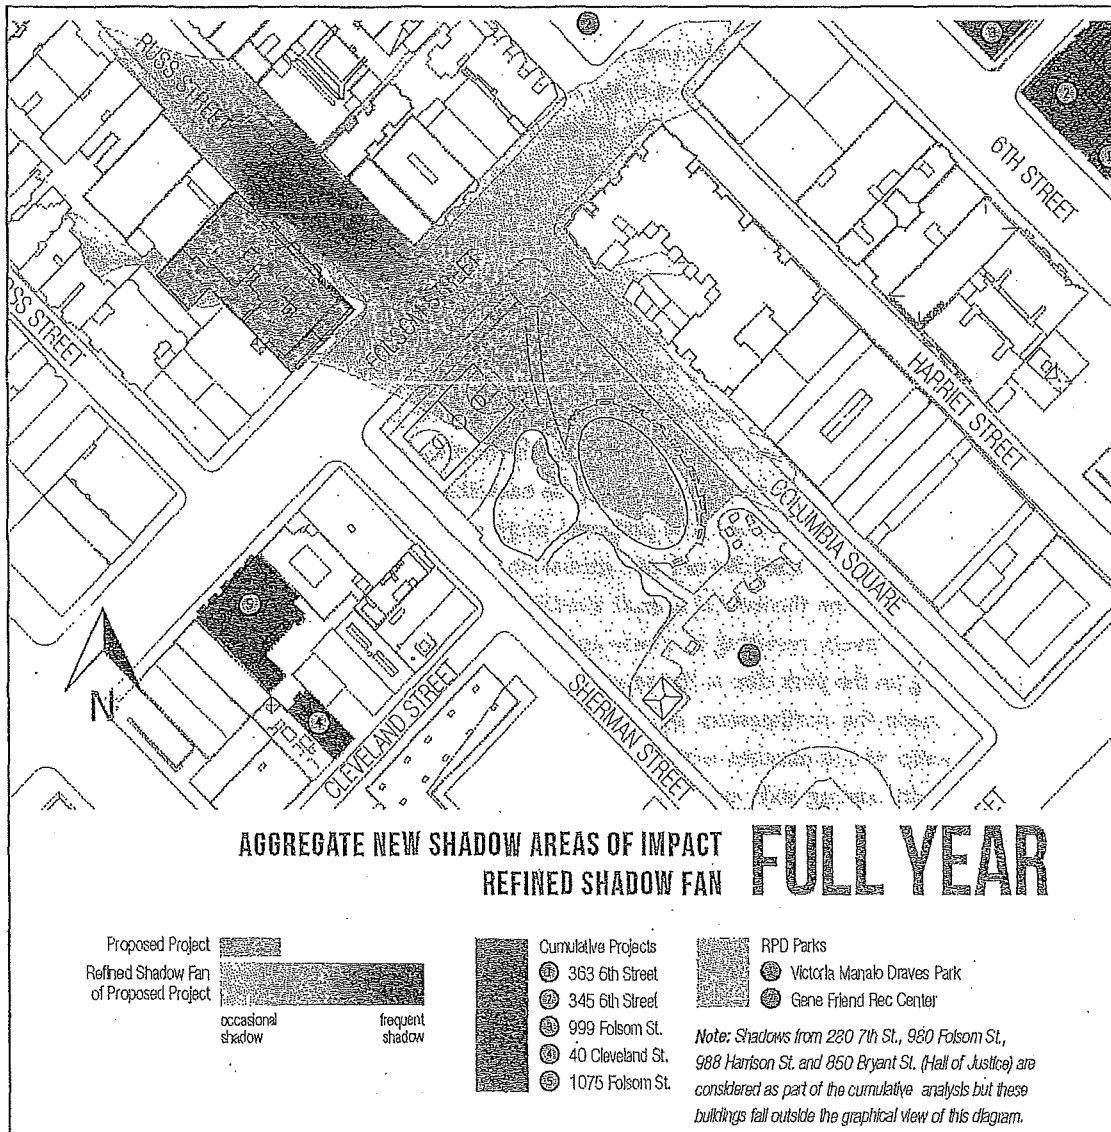 RUSS STREET
6TH STREET
FOLSOM STREET
STREET
HARRIET STREET
COLUMBIA SQUARE
N
CLEVELAND STREET
SHERMAN STREET
AGGREGATE NEW SHADOW AREAS OF IMPACT
REFINED SHADOW FAN
FULL YEAR
Proposed Project
Refined Shadow Fan
of Proposed Project
occasional
shadow
frequent
shadow
Cumulative Projects
1 363 6th Street
2 345 6th Street
3 999 Folsom St.
4 40 Cleveland St.
5 1075 Folsom St.
RPD Parks
Victoria Manalo Draves Park
Gene Friend Rec Center
Note: Shadows from 280 7th St., 980 Folsom St.,
988 Harrison St. and 850 Bryant St. (Hall of Justice) are
considered as part of the cumulative analysis but these
buildings fall outside the graphical view of this diagram.